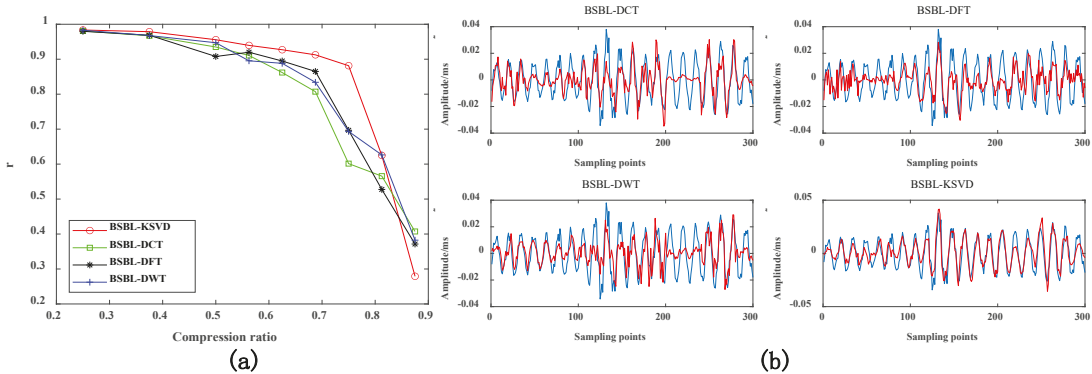 1
0.9
0.8
0.7
0.6
0.5
0.4
0.3
0.2
r
BSBL-KSVD
BSBL-DCT
BSBL-DFT
BSBL-DWT
0.2 0.3 0.4 0.5 0.6 0.7 0.8 0.9
Compression ratio
(a)
BSBL-DCT
0.04
0.02
0
-0.02
-0.04
Amplitude/ms
0 100 200 300
Sampling points
BSBL-DFT
0.04
0.02
0
-0.02
-0.04
Amplitude/ms
0 100 200 300
Sampling points
BSBL-DWT
0.04
0.02
0
-0.02
-0.04
Amplitude/ms
0 100 200 300
Sampling points
BSBL-KSVD
0.05
0
-0.05
Amplitude/ms
0 100 200 300
Sampling points
(b)